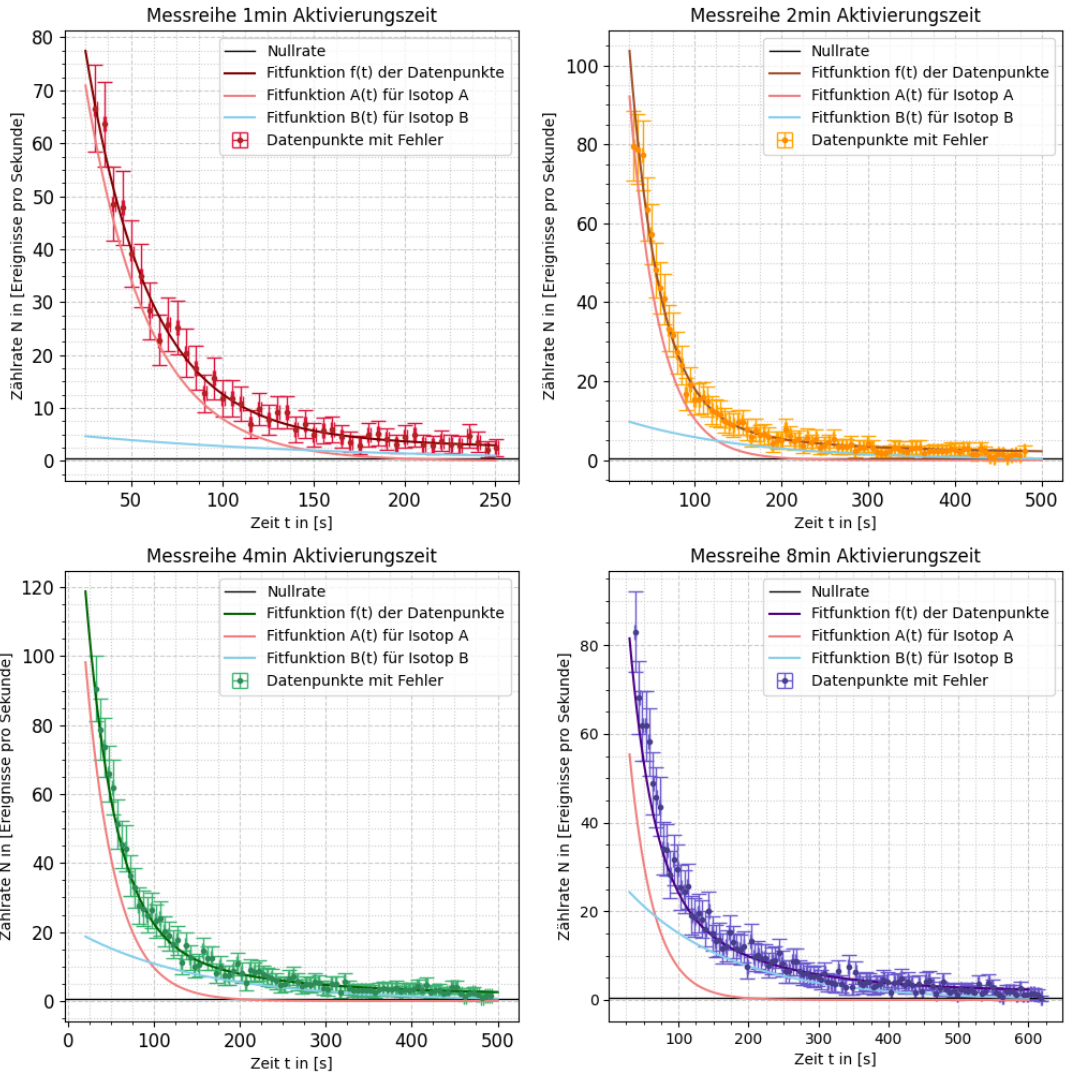 Messreihe 1min Aktivierungszeit
Zählrate N in [Ereignisse pro Sekunde]
80
70
60
50
40
30
20
10
0
Nullrate
Fitfunktion f(t) der Datenpunkte
Fitfunktion A(t) für Isotop A
Fitfunktion B(t) für Isotop B
Datenpunkte mit Fehler
50 100 150 200 250
Zeit t in [s]
Messreihe 2min Aktivierungszeit
Zählrate N in [Ereignisse pro Sekunde]
100
80
60
40
20
0
Nullrate
Fitfunktion f(t) der Datenpunkte
Fitfunktion A(t) für Isotop A
Fitfunktion B(t) für Isotop B
Datenpunkte mit Fehler
100 200 300 400 500
Zeit t in [s]
Messreihe 4min Aktivierungszeit
Zählrate N in [Ereignisse pro Sekunde]
120
100
80
60
40
20
0
Nullrate
Fitfunktion f(t) der Datenpunkte
Fitfunktion A(t) für Isotop A
Fitfunktion B(t) für Isotop B
Datenpunkte mit Fehler
0 100 200 300 400 500
Zeit t in [s]
Messreihe 8min Aktivierungszeit
Zählrate N in [Ereignisse pro Sekunde]
80
60
40
20
0
Nullrate
Fitfunktion f(t) der Datenpunkte
Fitfunktion A(t) für Isotop A
Fitfunktion B(t) für Isotop B
Datenpunkte mit Fehler
100 200 300 400 500 600
Zeit t in [s]